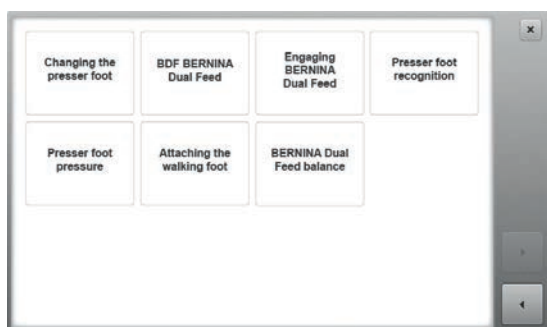 Changing the
presser foot
BDF BERNINA
Dual Feed
Engaging
BERNINA
Dual Feed
Presser foot
recognition
Presser foot
pressure
Attaching the
walking foot
BERNINA Dual
Feed balance